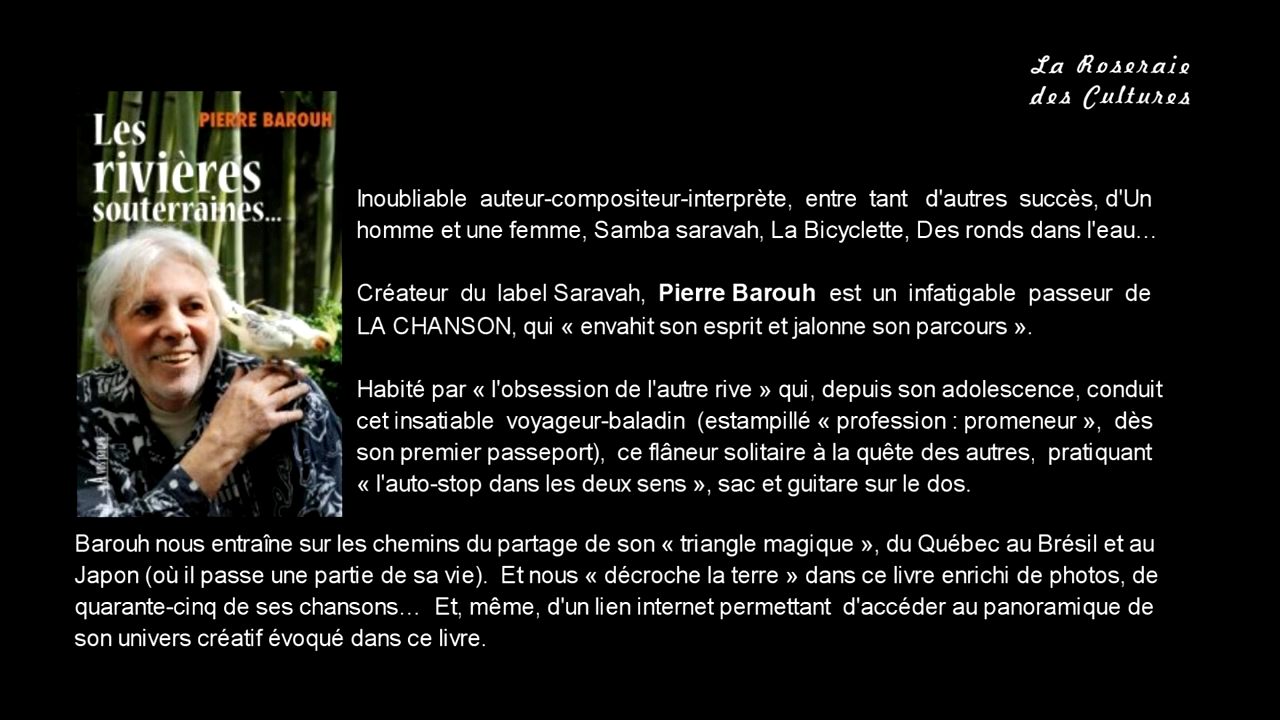 La Roseraie
des Cultures
PIERRE BAROUH
Les
rivières
souterraines...
Inoubliable auteur-compositeur-interprète, entre tant d'autres succès, d'Un
homme et une femme, Samba saravah, La Bicyclette, Des ronds dans l'eau…
Créateur du label Saravah, Pierre Barouh est un infatigable passeur de
LA CHANSON, qui « envahit son esprit et jalonne son parcours ».
Habité par « l'obsession de l'autre rive » qui, depuis son adolescence, conduit
cet insatiable voyageur-baladin (estampillé « profession : promeneur », dès
son premier passeport), ce flâneur solitaire à la quête des autres, pratiquant
« l'auto-stop dans les deux sens », sac et guitare sur le dos.
Barouh nous entraîne sur les chemins du partage de son « triangle magique », du Québec au Brésil et au
Japon (où il passe une partie de sa vie). Et nous « décroche la terre » dans ce livre enrichi de photos, de
quarante-cinq de ses chansons… Et, même, d'un lien internet permettant d'accéder au panoramique de
son univers créatif évoqué dans ce livre.